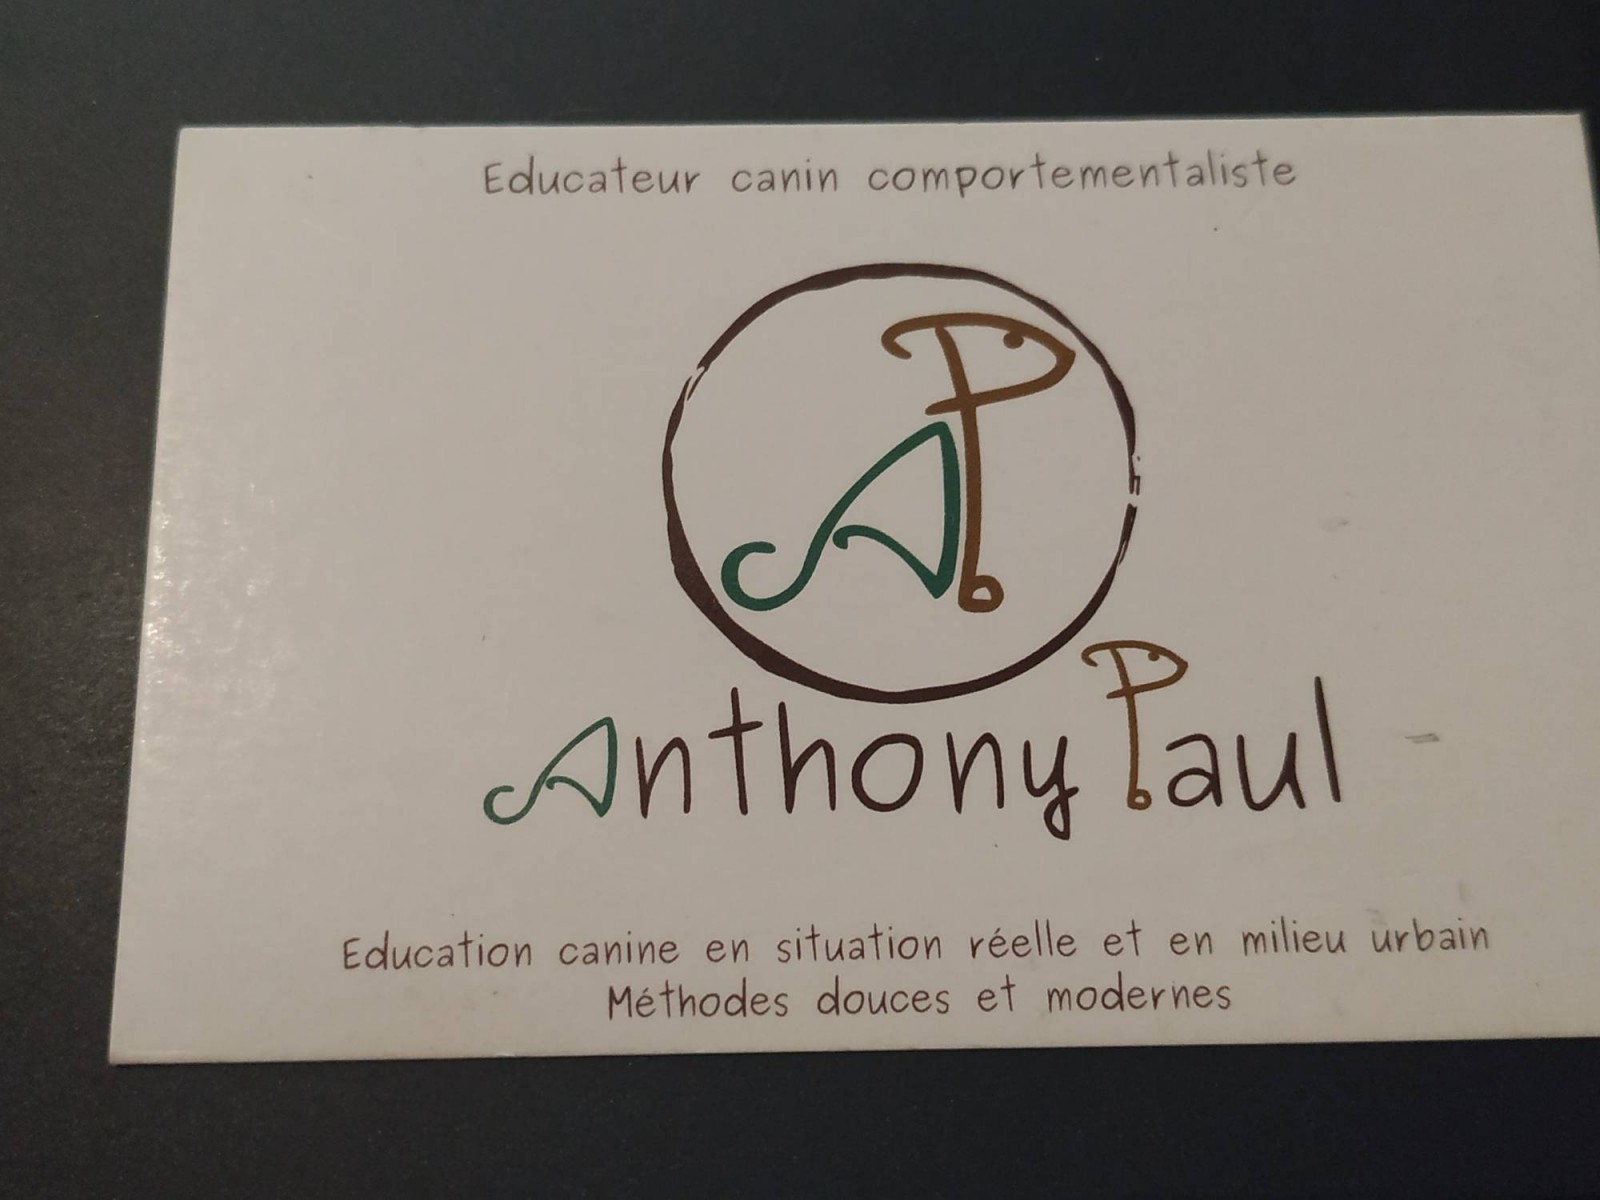 Educateur canin comportementaliste
AP
Anthony Paul
Education canine en situation réelle et en milieu urbain
Méthodes douces et modernes